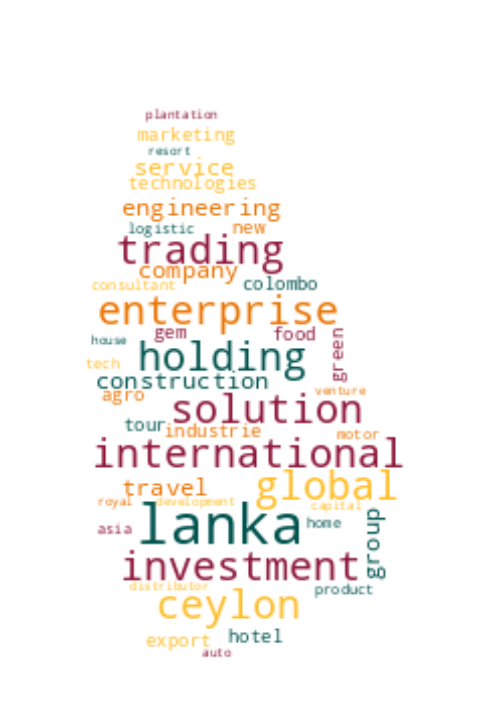 plantation
marketing
resort
service
technologies
engineering
logistic new
trading
company
consultant colombo
enterprise
house gem food
holding green
tech
construction
agro venture
solution
tour industrie motor
international
travel global
royal development capital
lanka
asia home group
investment
distributor product
ceylon
export hotel
auto